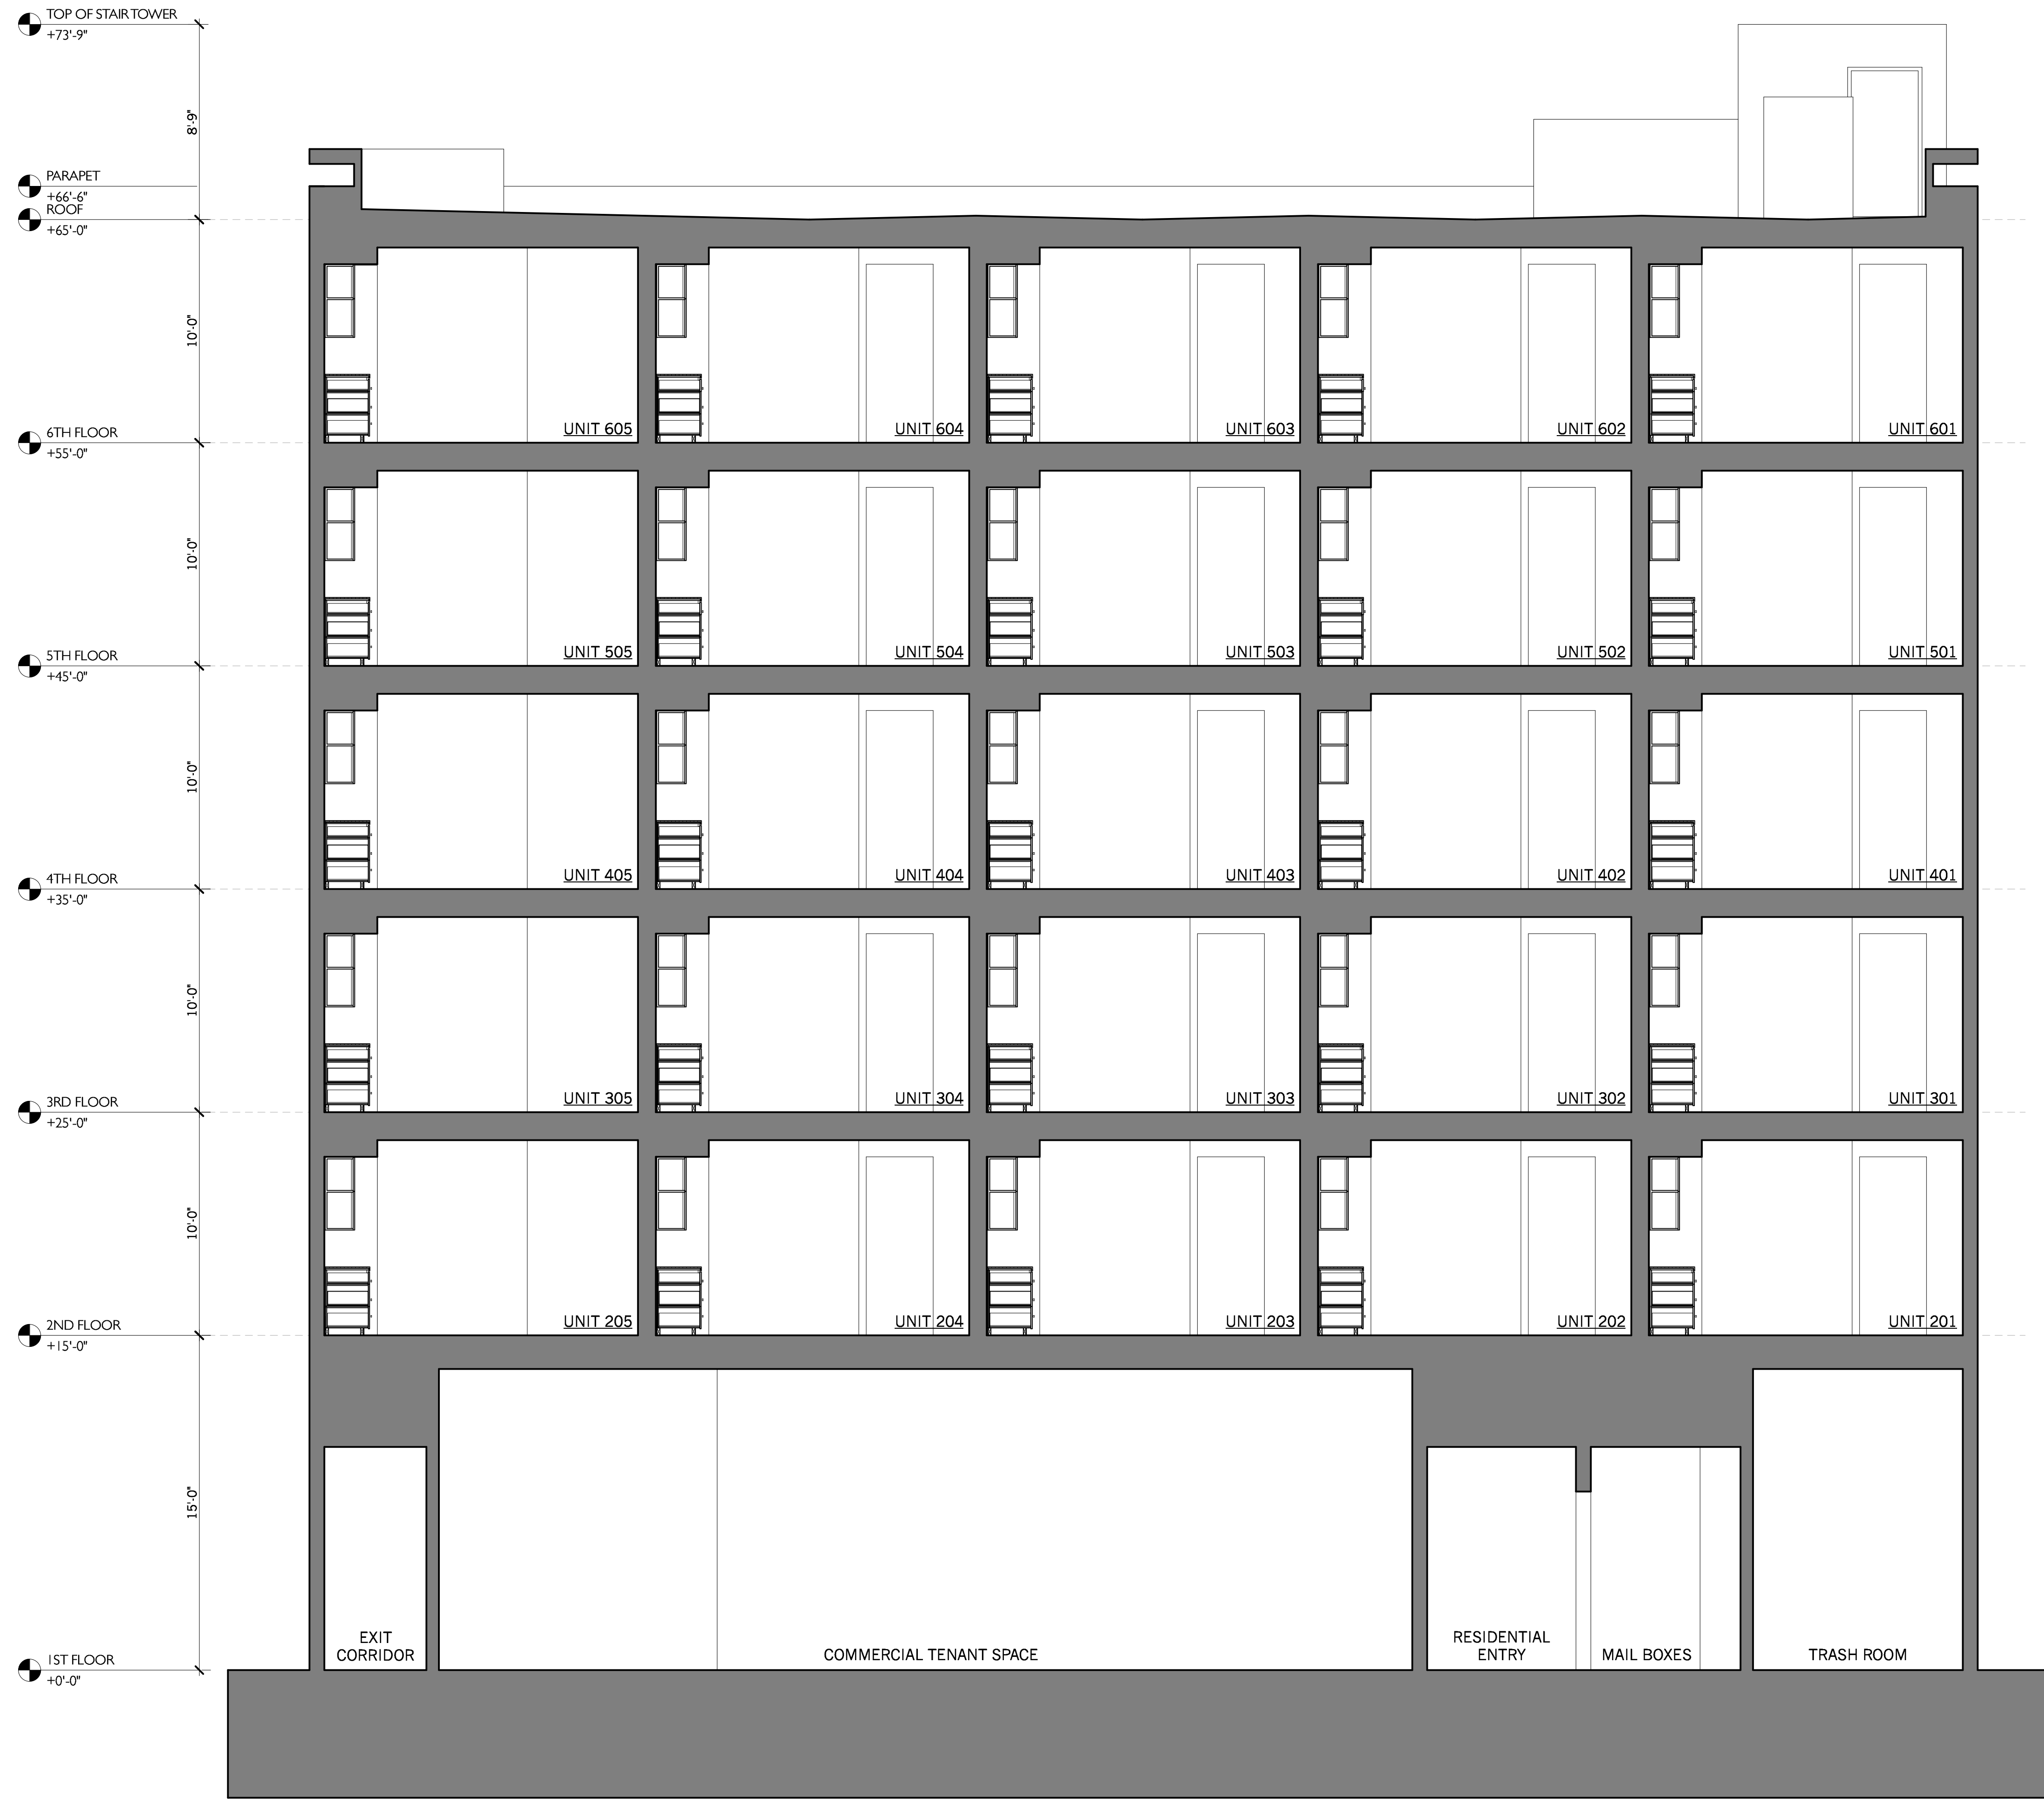 TOP OF STAIR TOWER
+73'-9"
8'-9"
PARAPET
+66'-6"
ROOF
+65'-0"
10'-0"
UNIT 605
UNIT 604
UNIT 603
UNIT 602
UNIT 601
6TH FLOOR
+55'-0"
10'-0"
UNIT 505
UNIT 504
UNIT 503
UNIT 502
UNIT 501
5TH FLOOR
+45'-0"
10'-0"
UNIT 405
UNIT 404
UNIT 403
UNIT 402
UNIT 401
4TH FLOOR
+35'-0"
10'-0"
UNIT 305
UNIT 304
UNIT 303
UNIT 302
UNIT 301
3RD FLOOR
+25'-0"
10'-0"
UNIT 205
UNIT 204
UNIT 203
UNIT 202
UNIT 201
2ND FLOOR
+15'-0"
15'-0"
EXIT
CORRIDOR
COMMERCIAL TENANT SPACE
RESIDENTIAL
ENTRY
MAIL BOXES
TRASH ROOM
1ST FLOOR
+0'-0"